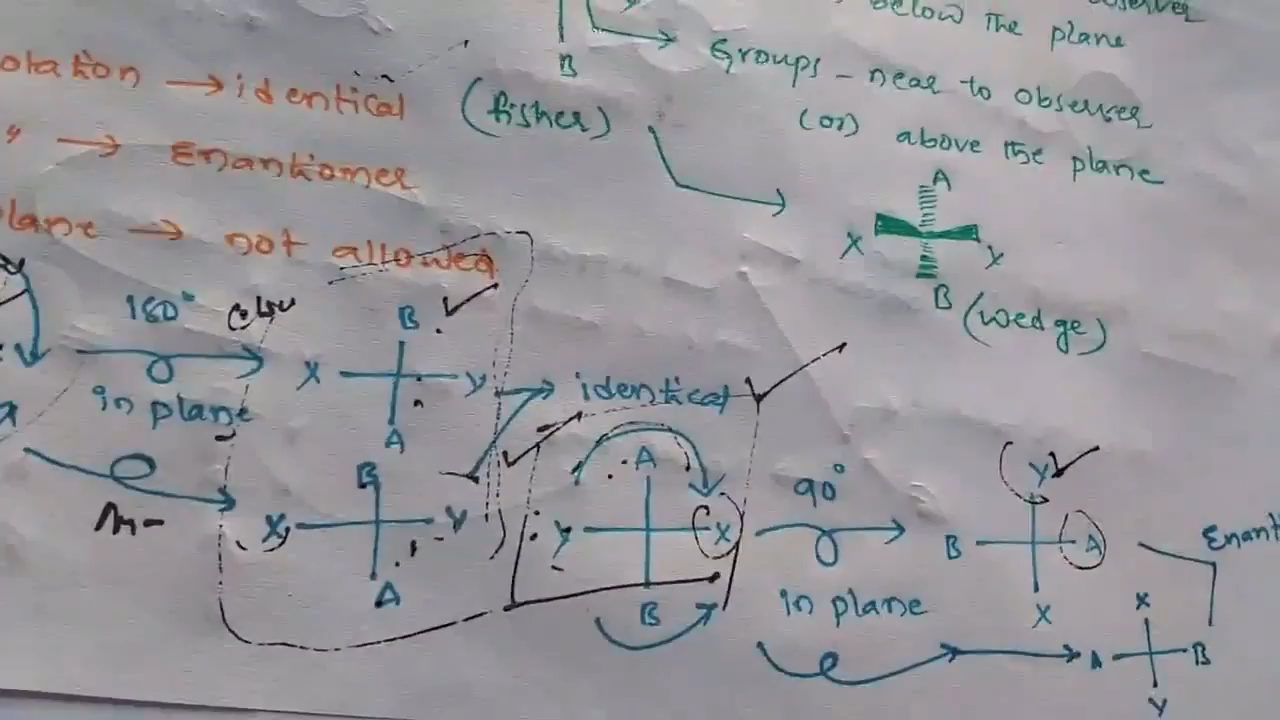 below The plane
B
Groups - near to observer
(or) above the plane
(fisher)
otation → identical
" → Enantiomer
lane → not allowed
A
X
Y
B (wedge)
180°
in plane
B
X Y
A
B
X Y
A
identical
A
Y X
B
90°
in plane
Y
B A
X
X
A B
Y
Enant